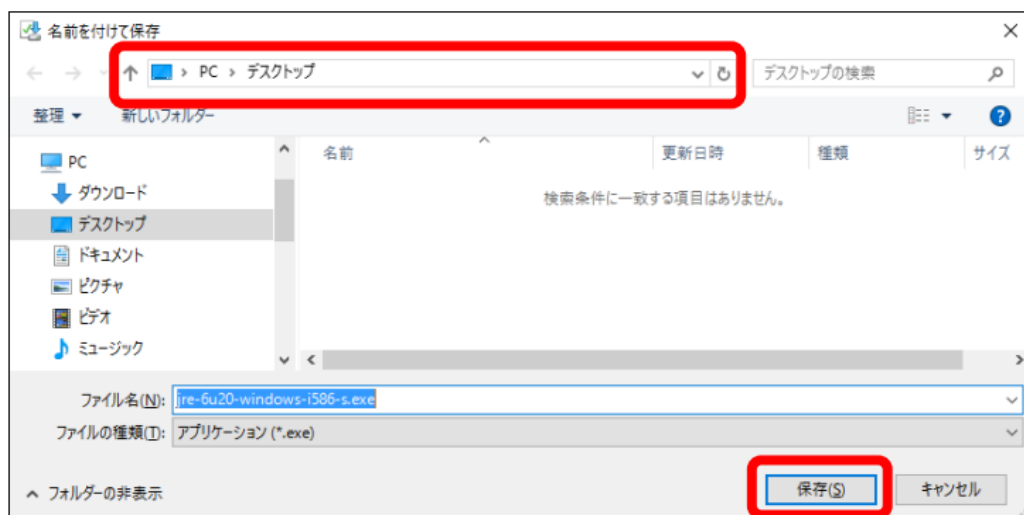 名前を付けて保存
PC › デスクトップ
デスクトップの検索
整理
新しいフォルダー
名前
更新日時
種類
サイズ
検索条件に一致する項目はありません。
PC
ダウンロード
デスクトップ
ドキュメント
ピクチャ
ビデオ
ミュージック
ファイル名(N): jre-6u20-windows-i586-s.exe
ファイルの種類(T): アプリケーション (*.exe)
フォルダーの非表示
保存(S)
キャンセル